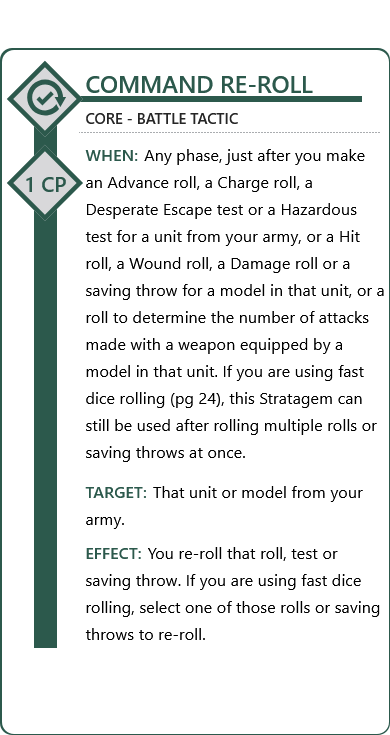 COMMAND RE-ROLL
CORE - BATTLE TACTIC
1 CP
WHEN: Any phase, just after you make
an Advance roll, a Charge roll, a
Desperate Escape test or a Hazardous
test for a unit from your army, or a Hit
roll, a Wound roll, a Damage roll or a
saving throw for a model in that unit, or a
roll to determine the number of attacks
made with a weapon equipped by a
model in that unit. If you are using fast
dice rolling (pg 24), this Stratagem can
still be used after rolling multiple rolls or
saving throws at once.
TARGET: That unit or model from your
army.
EFFECT: You re-roll that roll, test or
saving throw. If you are using fast dice
rolling, select one of those rolls or saving
throws to re-roll.